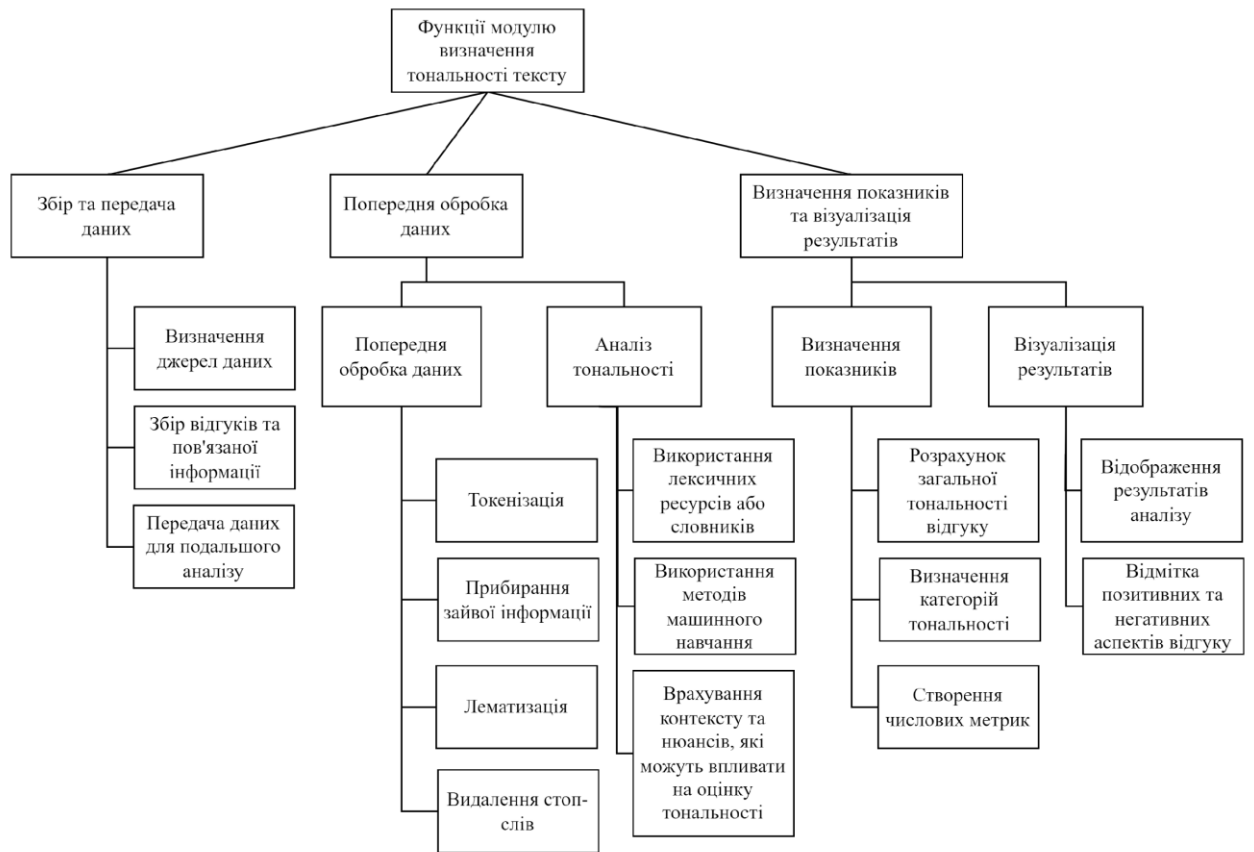 Функції модулю
визначення
тональності тексту
Збір та передача
даних
Попередня обробка
даних
Визначення показників
та візуалізація
результатів
Визначення
джерел даних
Збір відгуків та
пов'язаної
інформації
Передача даних
для подальшого
аналізу
Попередня
обробка даних
Аналіз
тональності
Визначення
показників
Візуалізація
результатів
Токенізація
Прибирання
зайвої інформації
Лематизація
Видалення стоп-
слів
Використання
лексичних
ресурсів або
словників
Використання
методів
машинного
навчання
Врахування
контексту та
нюансів, які
можуть впливати
на оцінку
тональності
Розрахунок
загальної
тональності
відгуку
Визначення
категорій
тональності
Створення
числових метрик
Відображення
результатів
аналізу
Відмітка
позитивних та
негативних
аспектів відгуку